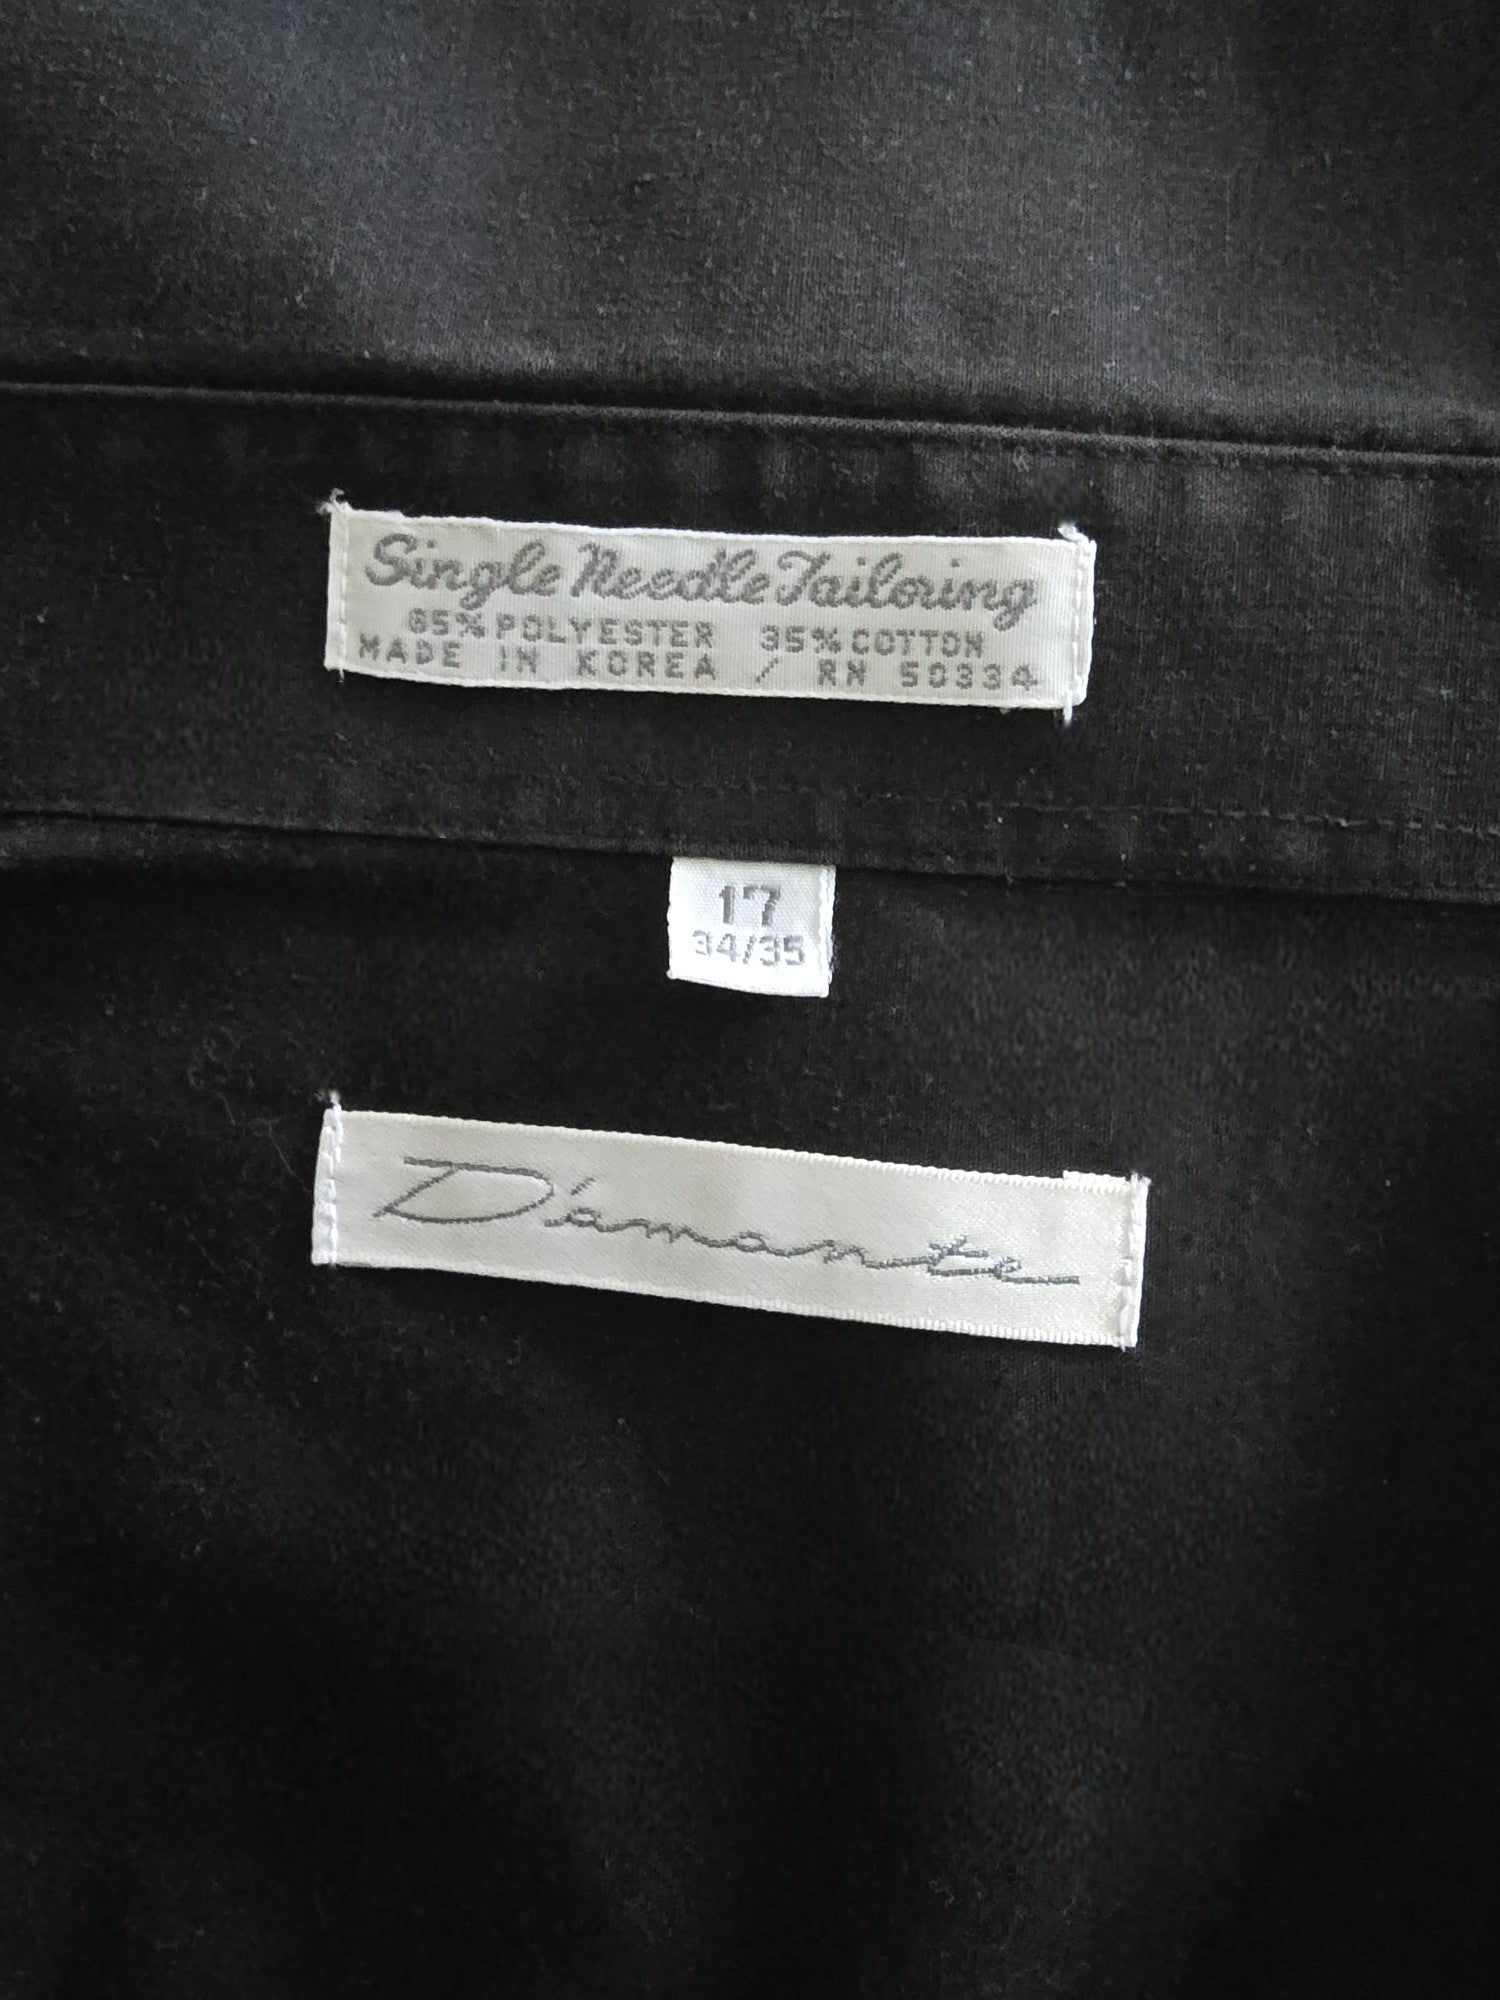 Single Needle Tailoring
65% POLYESTER 35% COTTON
MADE IN KOREA / RN 50334
17
34/35
D'amante